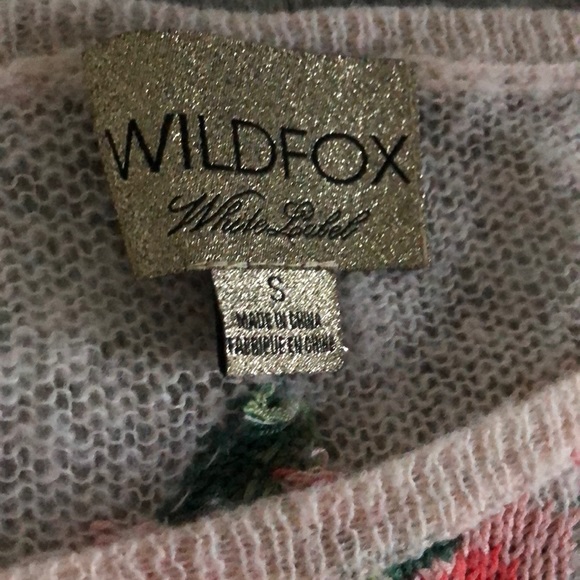 WILDFOX
White Label
S
MADE IN CHINA
FABRIQUE EN CHINE